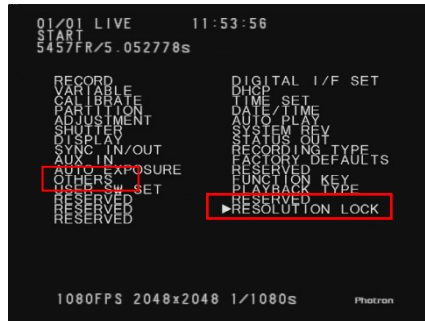 01/01 LIVE 11:53:56
START
5457FR/5.052778s
RECORD
VARIABLE
CALIBRATE
PARTITION
ADJUSTMENT
SHUTTER
DISPLAY
SYNC IN/OUT
AUX IN
AUTO EXPOSURE
OTHERS
USER SW SET
RESERVED
RESERVED
RESERVED
DIGITAL I/F SET
DHCP
TIME SET
DATE/TIME
AUTO PLAY
SYSTEM REV
STATUS OUT
RECORDING TYPE
FACTORY DEFAULTS
RESERVED
FUNCTION KEY
PLAYBACK TYPE
RESERVED
▶RESOLUTION LOCK
1080FPS 2048x2048 1/1080s Photron